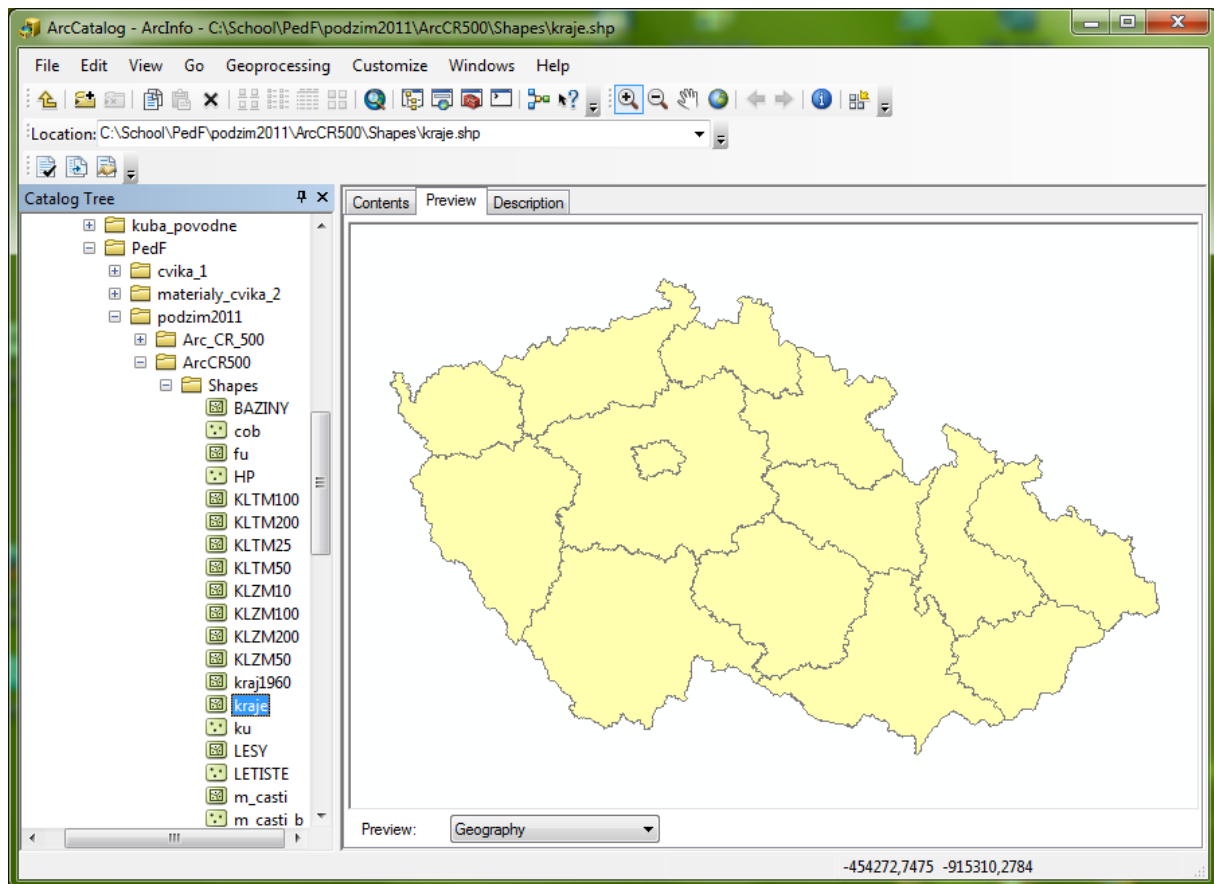 ArcCatalog - ArcInfo - C:\School\PedF\podzim2011\ArcCR500\Shapes\kraje.shp
File Edit View Go Geoprocessing Customize Windows Help
Location: C:\School\PedF\podzim2011\ArcCR500\Shapes\kraje.shp
Catalog Tree
Contents Preview Description
kuba_povodne
PedF
cvika_1
materialy_cvika_2
podzim2011
Arc_CR_500
ArcCR500
Shapes
BAZINY
cob
fu
HP
KLTM100
KLTM200
KLTM25
KLTM50
KLZM10
KLZM100
KLZM200
KLZM50
kraj1960
kraje
ku
LESY
LETISTE
m_casti
m_casti_b
Preview: Geography
-454272,7475 -915310,2784